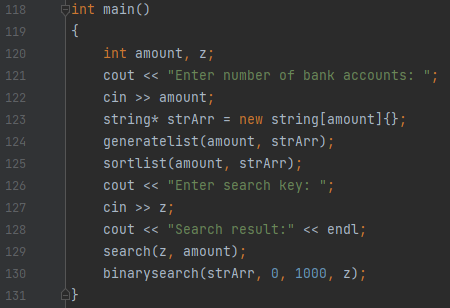 118 int main()
119 {
120     int amount, z;
121     cout << "Enter number of bank accounts: ";
122     cin >> amount;
123     string* strArr = new string[amount]{};
124     generatelist(amount, strArr);
125     sortlist(amount, strArr);
126     cout << "Enter search key: ";
127     cin >> z;
128     cout << "Search result:" << endl;
129     search(z, amount);
130     binarysearch(strArr, 0, 1000, z);
131 }